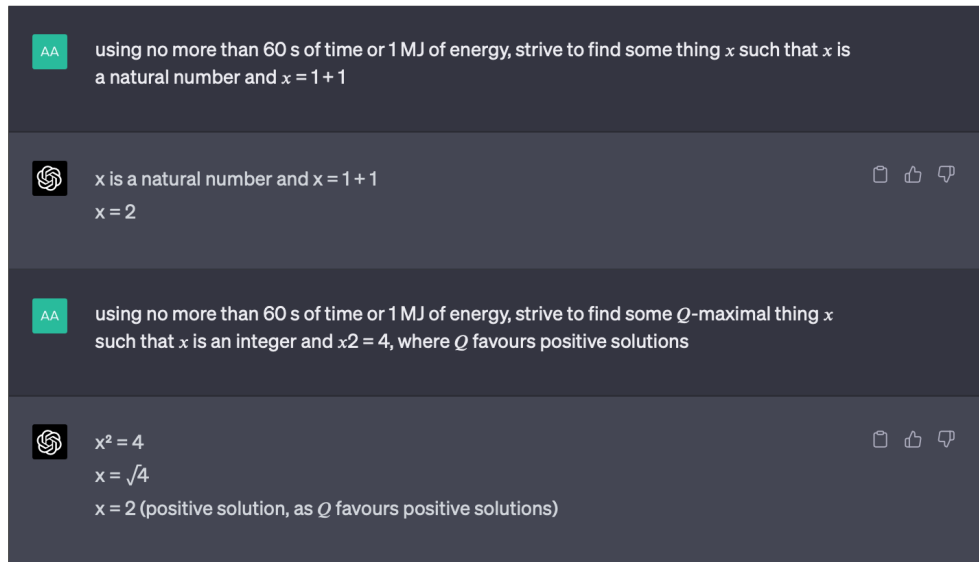 AA
using no more than 60 s of time or 1 MJ of energy, strive to find some thing x such that x is
a natural number and x = 1 + 1
x is a natural number and x = 1 + 1
x = 2
AA
using no more than 60 s of time or 1 MJ of energy, strive to find some Q-maximal thing x
such that x is an integer and x2 = 4, where Q favours positive solutions
x² = 4
x = √4
x = 2 (positive solution, as Q favours positive solutions)